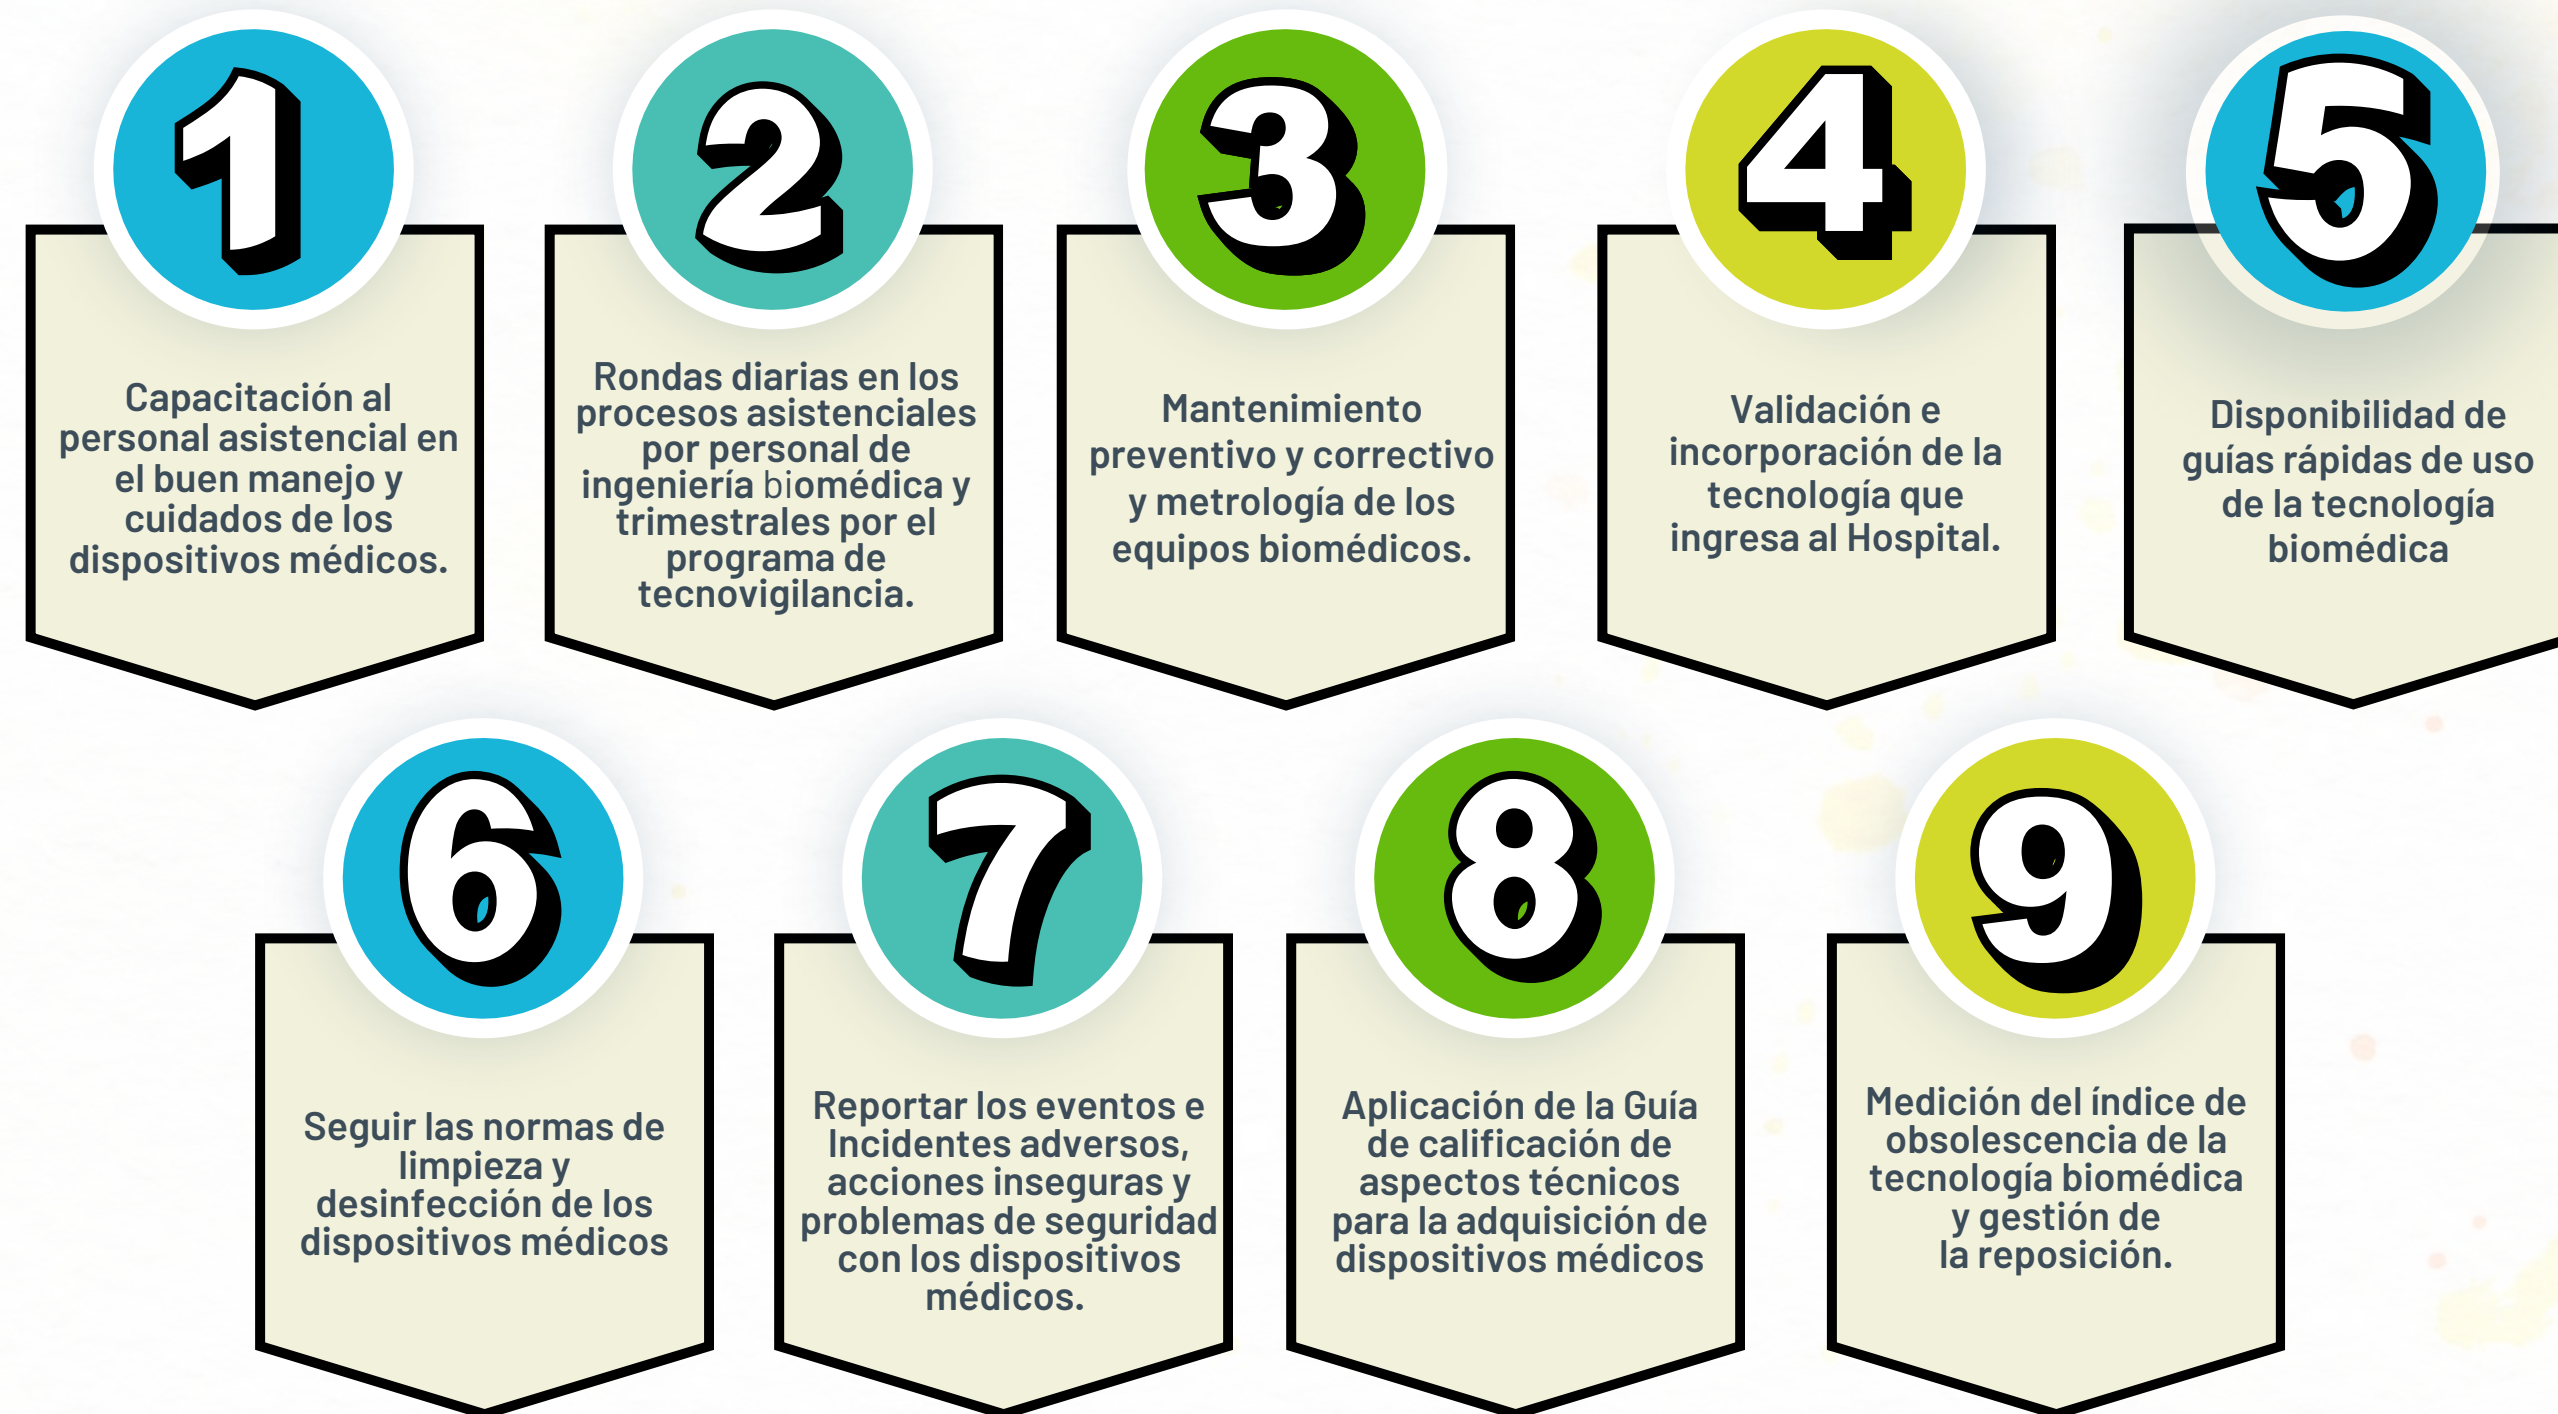 1
Capacitación al
personal asistencial en
el buen manejo y
cuidados de los
dispositivos médicos.
2
Rondas diarias en los
procesos asistenciales
por personal de
ingeniería biomédica y
trimestrales por el
programa de
tecnovigilancia.
3
Mantenimiento
preventivo y correctivo
y metrología de los
equipos biomédicos.
4
Validación e
incorporación de la
tecnología que
ingresa al Hospital.
5
Disponibilidad de
guías rápidas de uso
de la tecnología
biomédica
6
Seguir las normas de
limpieza y
desinfección de los
dispositivos médicos
7
Reportar los eventos e
Incidentes adversos,
acciones inseguras y
problemas de seguridad
con los dispositivos
médicos.
8
Aplicación de la Guía
de calificación de
aspectos técnicos
para la adquisición de
dispositivos médicos
9
Medición del índice de
obsolescencia de la
tecnología biomédica
y gestión de
la reposición.